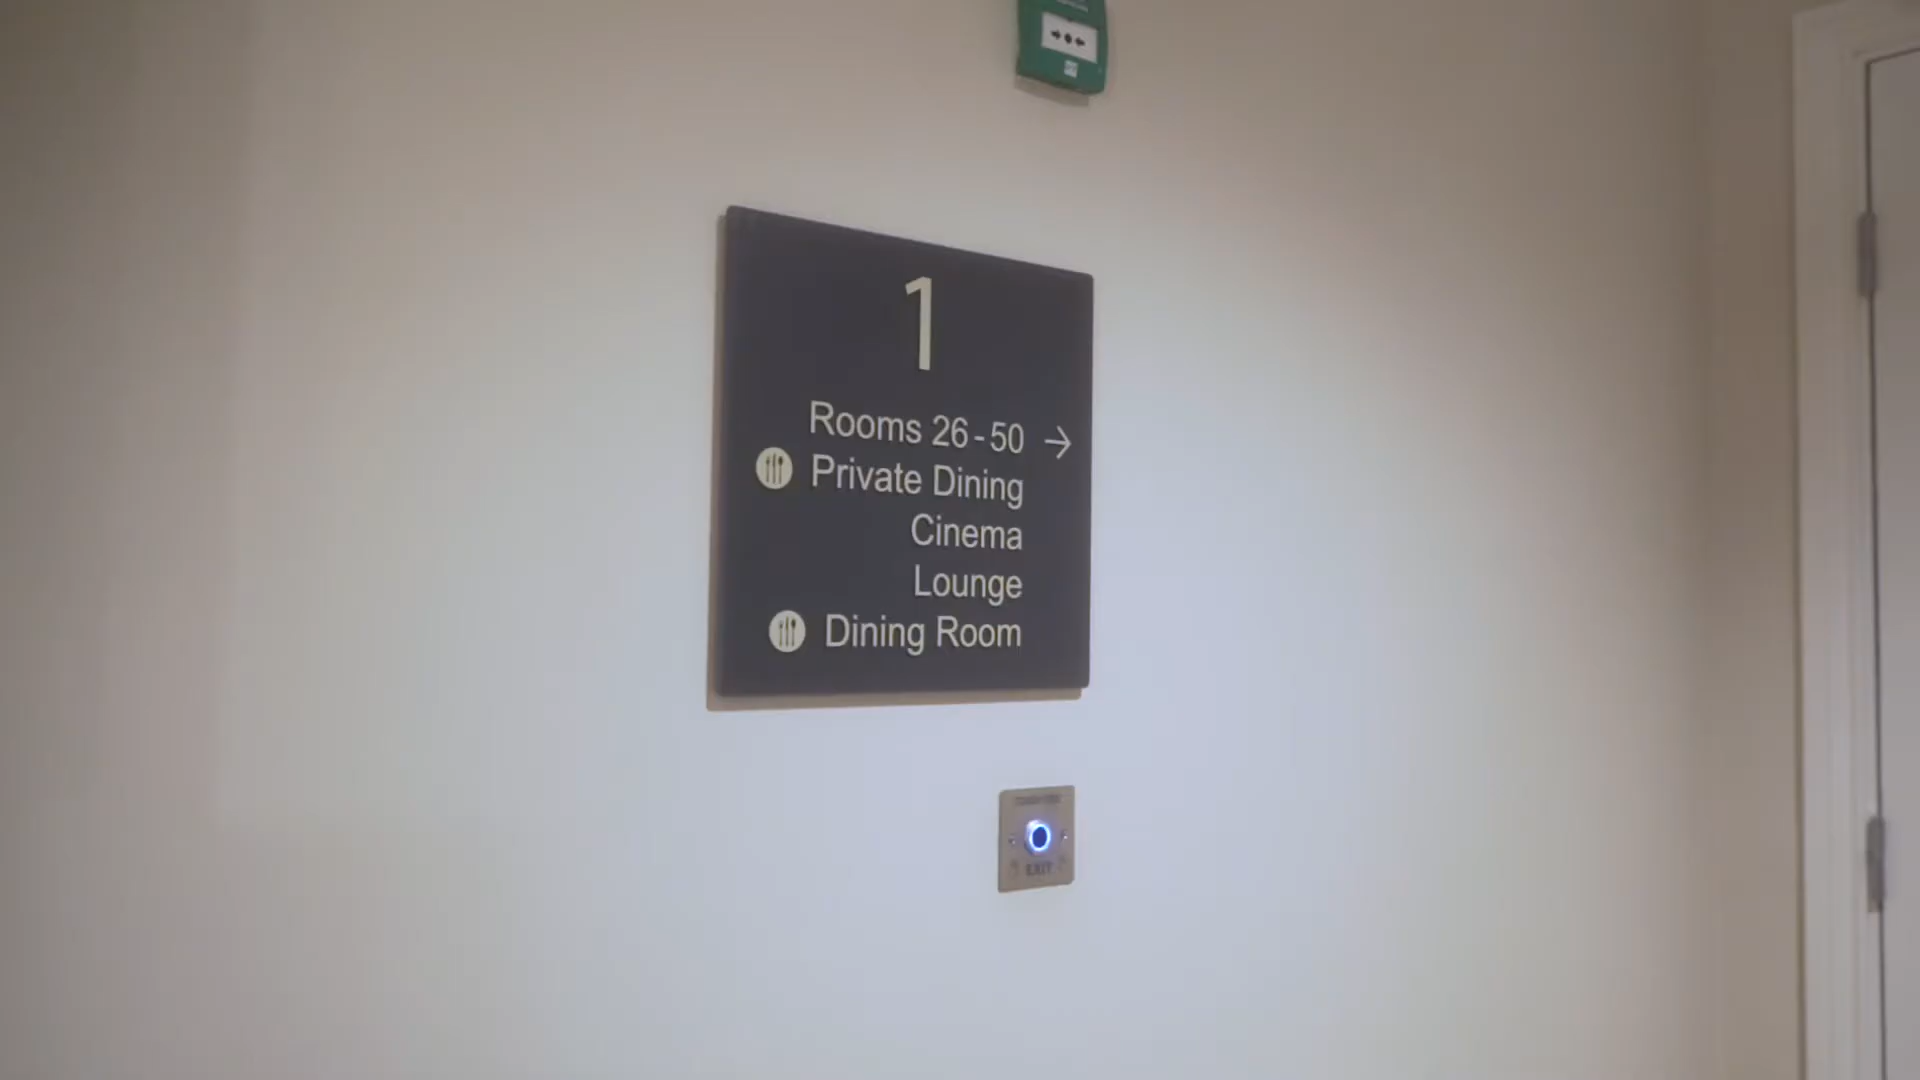 1
Rooms 26-50 →
Private Dining
Cinema
Lounge
Dining Room
EXIT